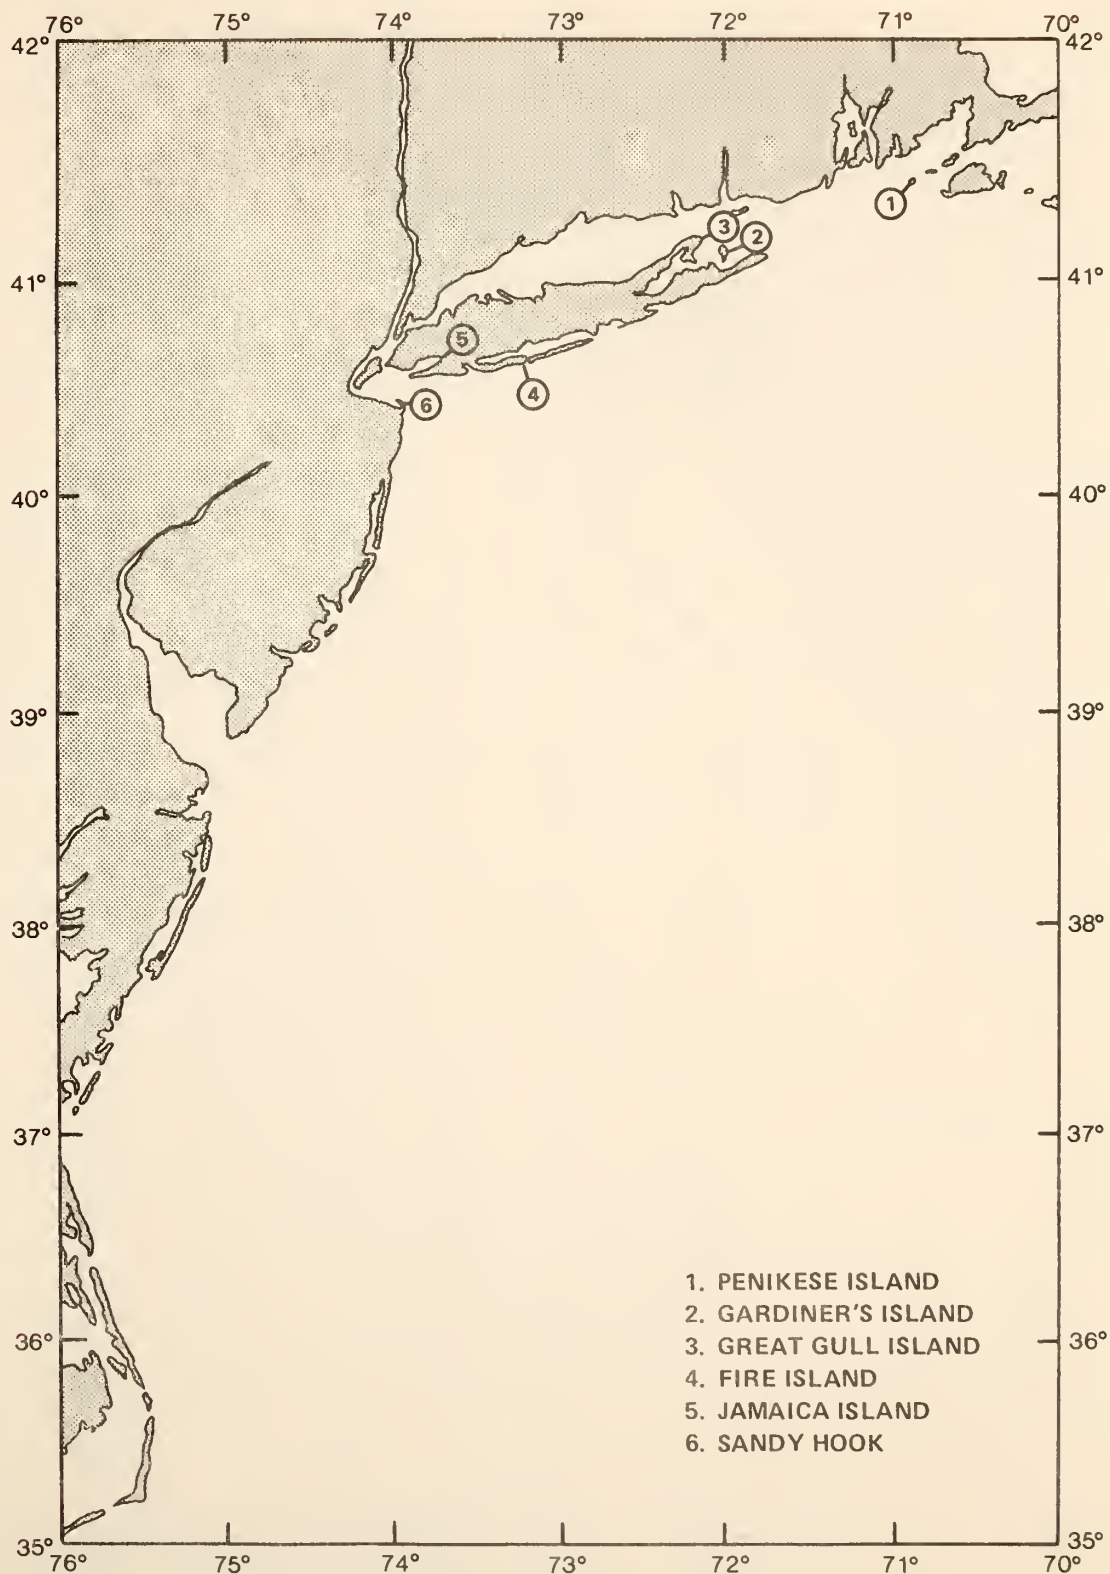 76° 75° 74° 73° 72° 71° 70°
42° 42°
1
3
2
41° 41°
5
4
6
40° 40°
39° 39°
38° 38°
37° 37°
1. PENIKESE ISLAND
2. GARDINER'S ISLAND
3. GREAT GULL ISLAND
36° 36°
4. FIRE ISLAND
5. JAMAICA ISLAND
6. SANDY HOOK
35° 35°
76° 75° 74° 73° 72° 71° 70°